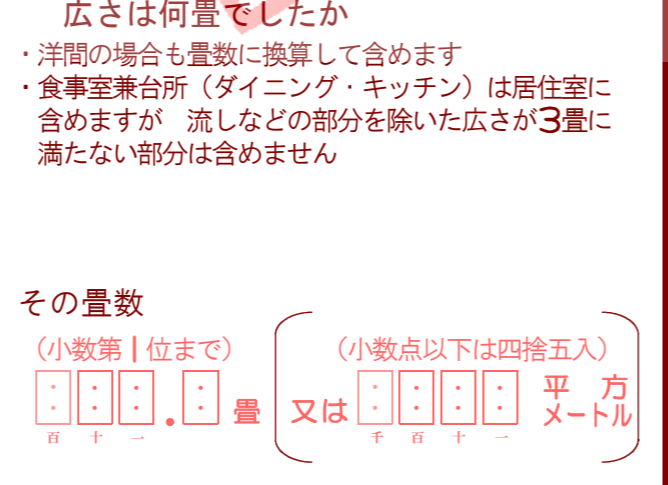 広さは何畳でしたか
・洋間の場合も畳数に換算して含めます
・食事室兼台所（ダイニング・キッチン）は居住室に
含めますが　流しなどの部分を除いた広さが3畳に
満たない部分は含めません
その畳数
（小数第1位まで）
（小数点以下は四捨五入）
. 畳
百 十 一
又は
平方
メートル
千 百 十 一